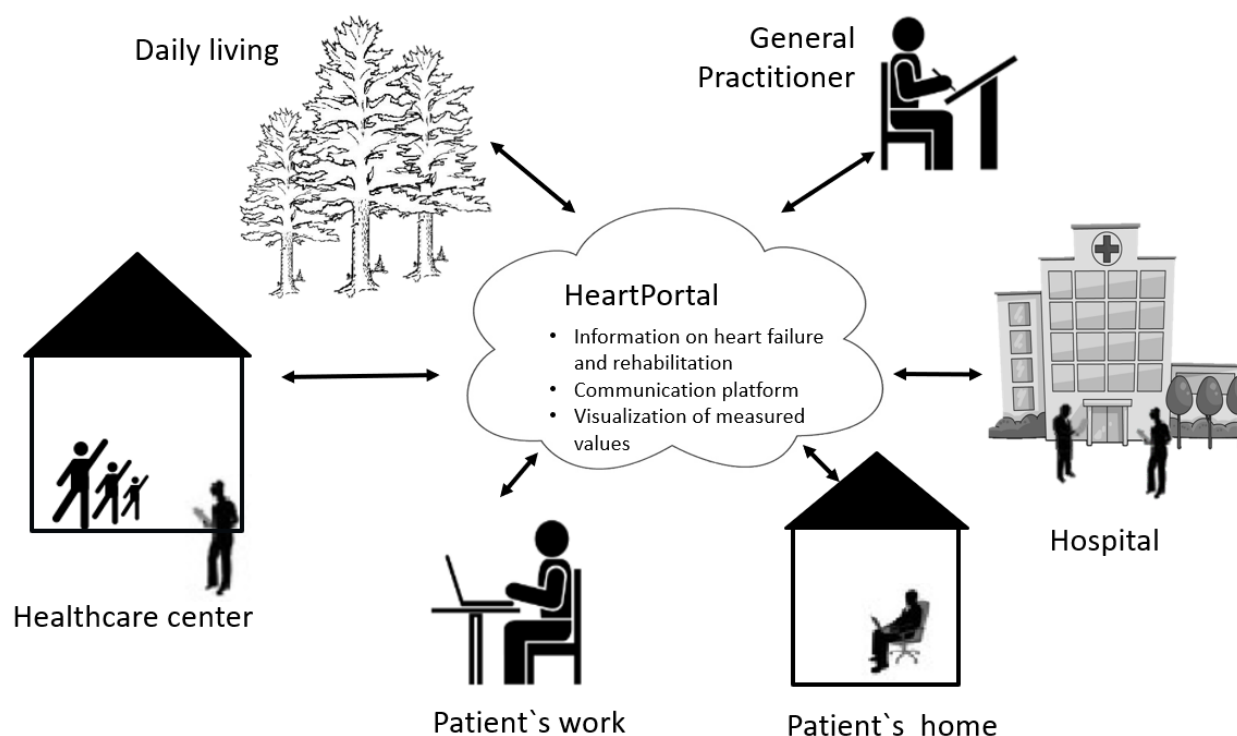 Daily living
General
Practitioner
HeartPortal
• Information on heart failure
and rehabilitation
• Communication platform
• Visualization of measured
values
Hospital
Healthcare center
Patient`s work
Patient`s  home